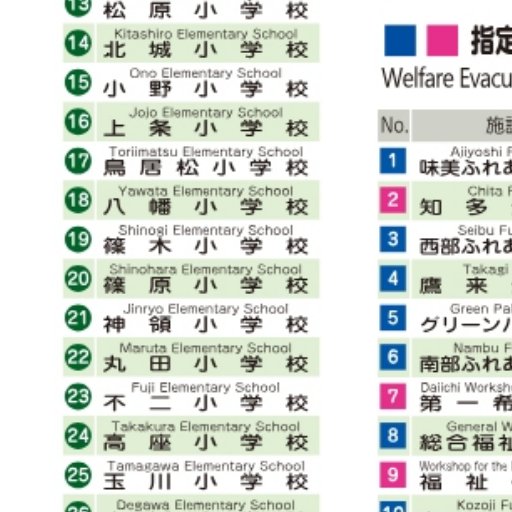 13
松原小学校
14
Kitashiro Elementary School
北城小学校
15
Ono Elementary School
小野小学校
16
Jojo Elementary School
上条小学校
17
Toriimatsu Elementary School
鳥居松小学校
18
Yawata Elementary School
八幡小学校
19
Shinogi Elementary School
篠木小学校
20
Shinohara Elementary School
篠原小学校
21
Jinryo Elementary School
神領小学校
22
Maruta Elementary School
丸田小学校
23
Fuji Elementary School
不二小学校
24
Takakura Elementary School
高座小学校
25
Tamagawa Elementary School
玉川小学校
Degawa Elementary School
指定
Welfare Evacu
No.
施設
1
Ajiyoshi F
味美ふれあ
2
Chita F
知多
3
Seibu Fu
西部ふれあ
4
Takagi
鷹来
5
Green Pal
グリーンパ
6
Nambu F
南部ふれあ
7
Daiichi Worksh
第一希
8
General W
総合福祉
9
Workshop for the
福祉
10
Kozoji Fu